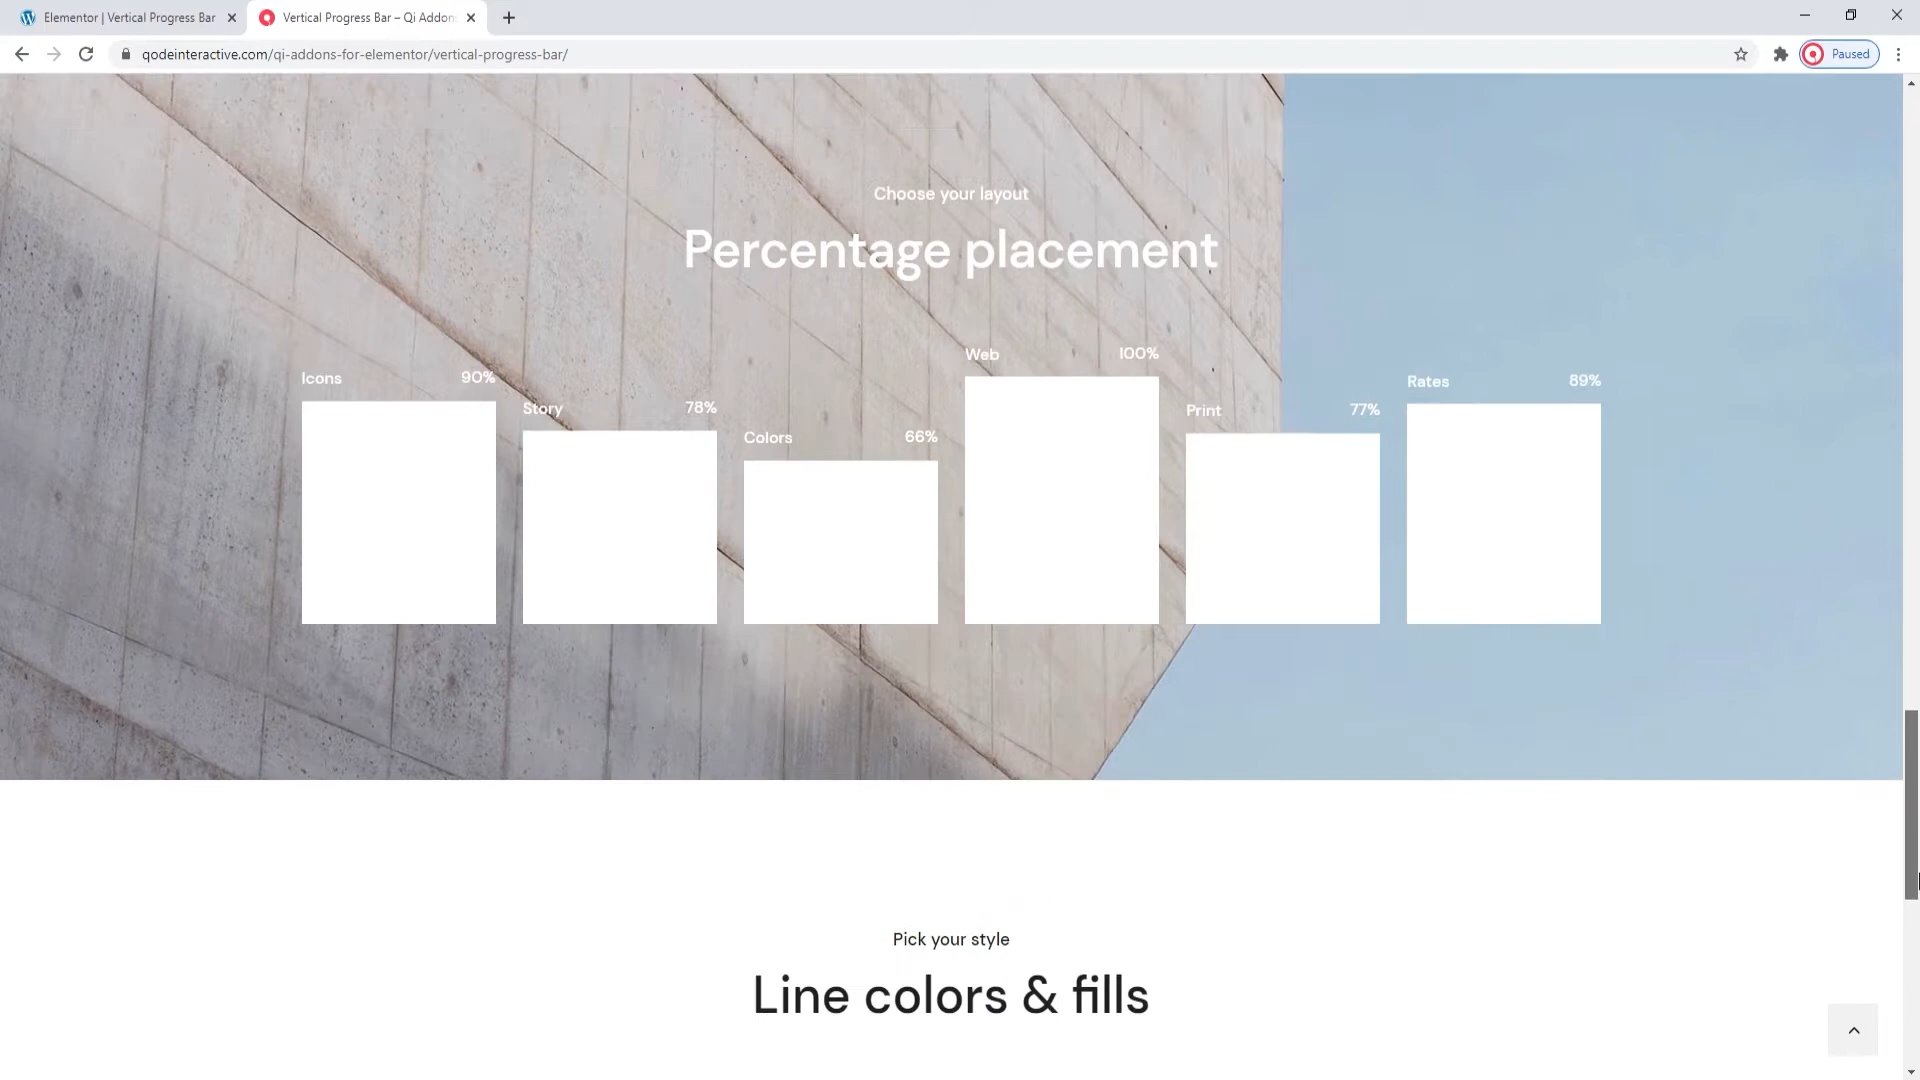 Elementor | Vertical Progress Bar
Vertical Progress Bar – Qi Addons
qodeinteractive.com/qi-addons-for-elementor/vertical-progress-bar/
Paused
Choose your layout
Percentage placement
Icons 90%
Story 78%
Colors 66%
Web 100%
Print 77%
Rates 89%
Pick your style
Line colors & fills